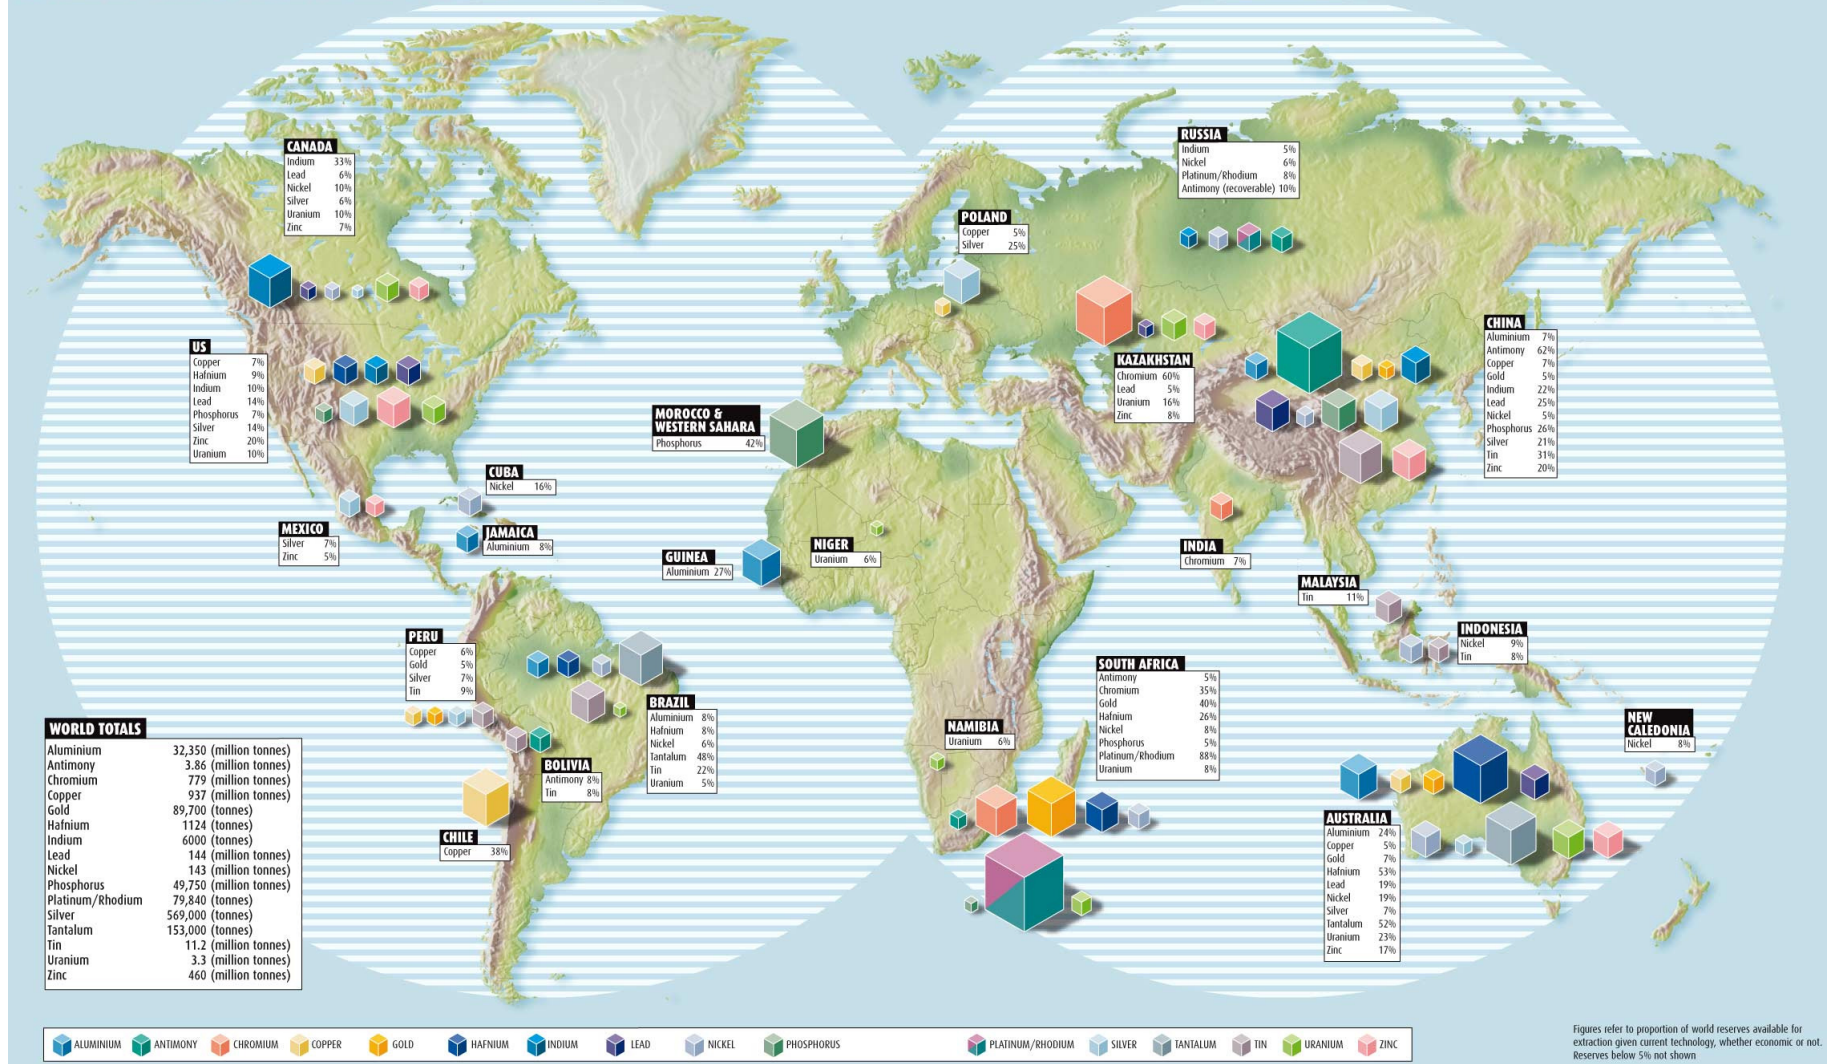 CANADA
Indium 33%
Lead 6%
Nickel 10%
Silver 6%
Uranium 10%
Zinc 7%
RUSSIA
Indium 5%
Nickel 6%
Platinum/Rhodium 8%
Antimony (recoverable) 10%
POLAND
Copper 5%
Silver 25%
US
Copper 7%
Hafnium 9%
Indium 10%
Lead 14%
Phosphorus 7%
Silver 14%
Zinc 20%
Uranium 10%
KAZAKHSTAN
Chromium 60%
Lead 5%
Uranium 16%
Zinc 8%
CHINA
Aluminium 7%
Antimony 62%
Copper 7%
Gold 5%
Indium 22%
Lead 25%
Nickel 5%
Phosphorus 26%
Silver 21%
Tin 31%
Zinc 20%
MOROCCO &
WESTERN SAHARA
Phosphorus 42%
CUBA
Nickel 16%
MEXICO
Silver 7%
Zinc 5%
JAMAICA
Aluminium 8%
GUINEA
Aluminium 27%
NIGER
Uranium 6%
INDIA
Chromium 7%
MALAYSIA
Tin 11%
INDONESIA
Nickel 9%
Tin 8%
PERU
Copper 6%
Gold 5%
Silver 7%
Tin 9%
BRAZIL
Aluminium 8%
Hafnium 8%
Nickel 6%
Tantalum 48%
Tin 22%
Uranium 5%
SOUTH AFRICA
Antimony 5%
Chromium 35%
Gold 40%
Hafnium 26%
Nickel 8%
Phosphorus 5%
Platinum/Rhodium 88%
Uranium 8%
NAMIBIA
Uranium 6%
NEW
CALEDONIA
Nickel 8%
BOLIVIA
Antimony 8%
Tin 8%
CHILE
Copper 38%
AUSTRALIA
Aluminium 24%
Copper 5%
Gold 7%
Hafnium 53%
Lead 19%
Nickel 19%
Silver 7%
Tantalum 52%
Uranium 23%
Zinc 17%
WORLD TOTALS
Aluminium 32,350 (million tonnes)
Antimony 3.86 (million tonnes)
Chromium 779 (million tonnes)
Copper 937 (million tonnes)
Gold 89,700 (tonnes)
Hafnium 1124 (tonnes)
Indium 6000 (tonnes)
Lead 144 (million tonnes)
Nickel 143 (million tonnes)
Phosphorus 49,750 (million tonnes)
Platinum/Rhodium 79,840 (tonnes)
Silver 569,000 (tonnes)
Tantalum 153,000 (tonnes)
Tin 11.2 (million tonnes)
Uranium 3.3 (million tonnes)
Zinc 460 (million tonnes)
ALUMINIUM ANTIMONY CHROMIUM COPPER GOLD HAFNIUM INDIUM LEAD NICKEL PHOSPHORUS PLATINUM/RHODIUM SILVER TANTALUM TIN URANIUM ZINC
Figures refer to proportion of world reserves available for
extraction given current technology, whether economic or not.
Reserves below 5% not shown